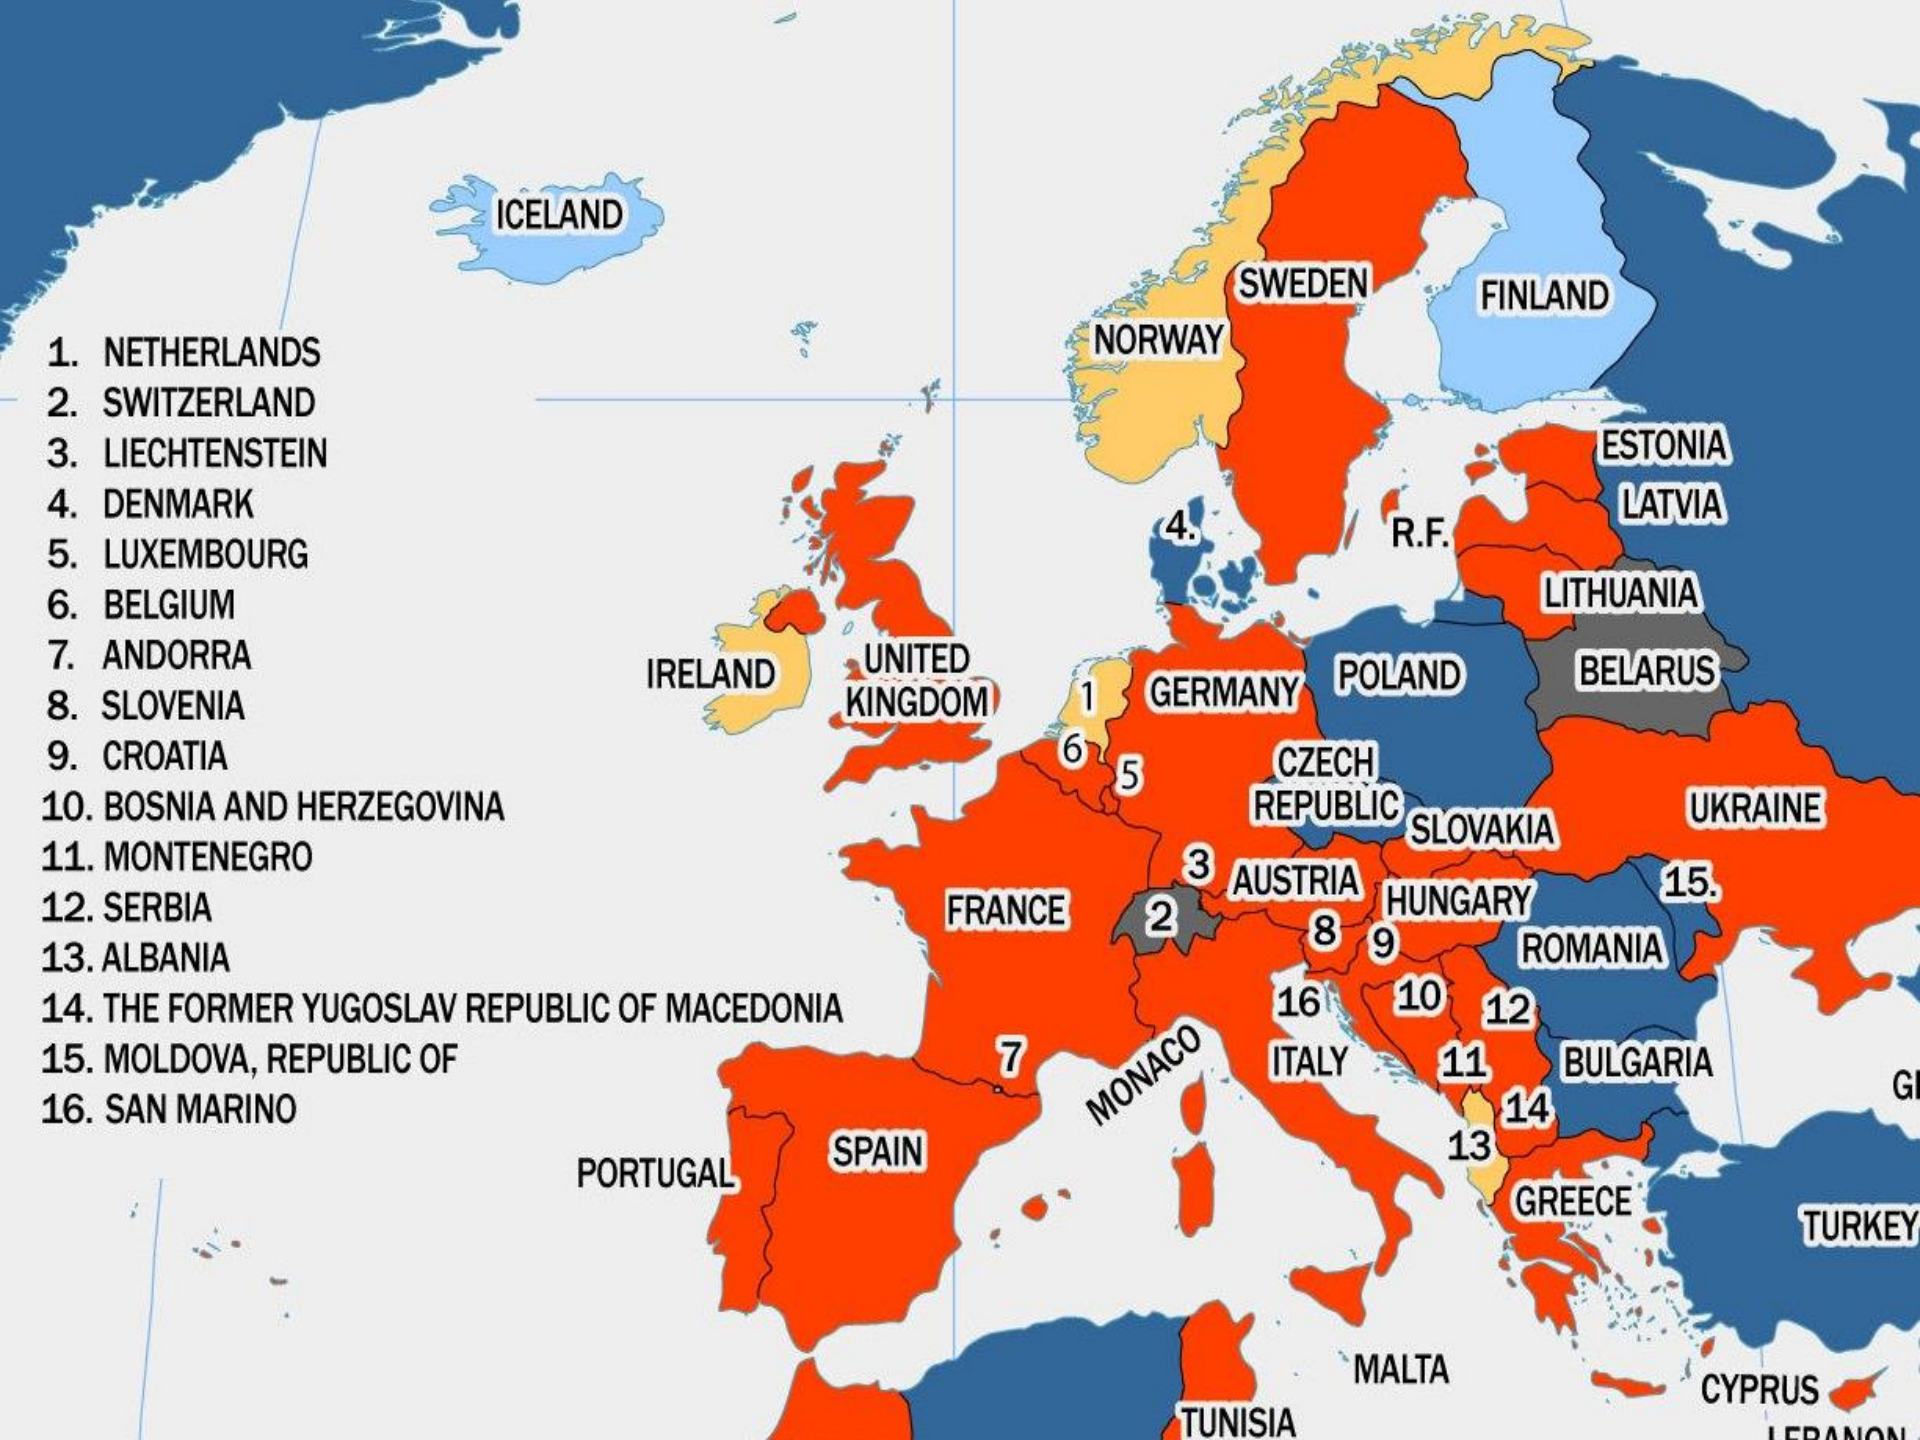 ICELAND
SWEDEN
FINLAND
NORWAY
1. NETHERLANDS
2. SWITZERLAND
3. LIECHTENSTEIN
4. DENMARK
5. LUXEMBOURG
6. BELGIUM
7. ANDORRA
8. SLOVENIA
9. CROATIA
10. BOSNIA AND HERZEGOVINA
11. MONTENEGRO
12. SERBIA
13. ALBANIA
14. THE FORMER YUGOSLAV REPUBLIC OF MACEDONIA
15. MOLDOVA, REPUBLIC OF
16. SAN MARINO
ESTONIA
LATVIA
4.
R.F.
LITHUANIA
IRELAND
UNITED
KINGDOM
1
GERMANY
POLAND
BELARUS
6
5
CZECH
REPUBLIC
SLOVAKIA
UKRAINE
3
AUSTRIA
HUNGARY
15.
FRANCE
2
8
9
ROMANIA
16
10
12
7
MONACO
ITALY
11
BULGARIA
14
13
PORTUGAL
SPAIN
GREECE
TURKEY
MALTA
CYPRUS
TUNISIA
LEBANON